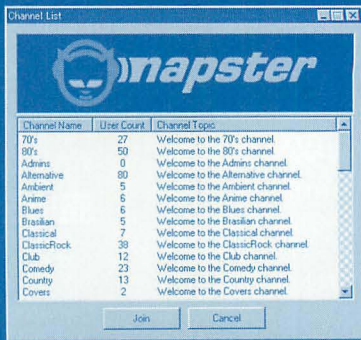 Channel List
napster
Channel Name User Count Channel Topic
70's 27 Welcome to the 70's channel.
80's 50 Welcome to the 80's channel.
Admins 0 Welcome to the Admins channel.
Alternative 80 Welcome to the Alternative channel.
Ambient 5 Welcome to the Ambient channel.
Anime 6 Welcome to the Anime channel.
Blues 6 Welcome to the Blues channel.
Brasilian 5 Welcome to the Brasilian channel.
Classical 7 Welcome to the Classical channel.
ClassicRock 38 Welcome to the ClassicRock channel.
Club 12 Welcome to the Club channel.
Comedy 23 Welcome to the Comedy channel.
Country 13 Welcome to the Country channel.
Covers 2 Welcome to the Covers channel.
Join Cancel